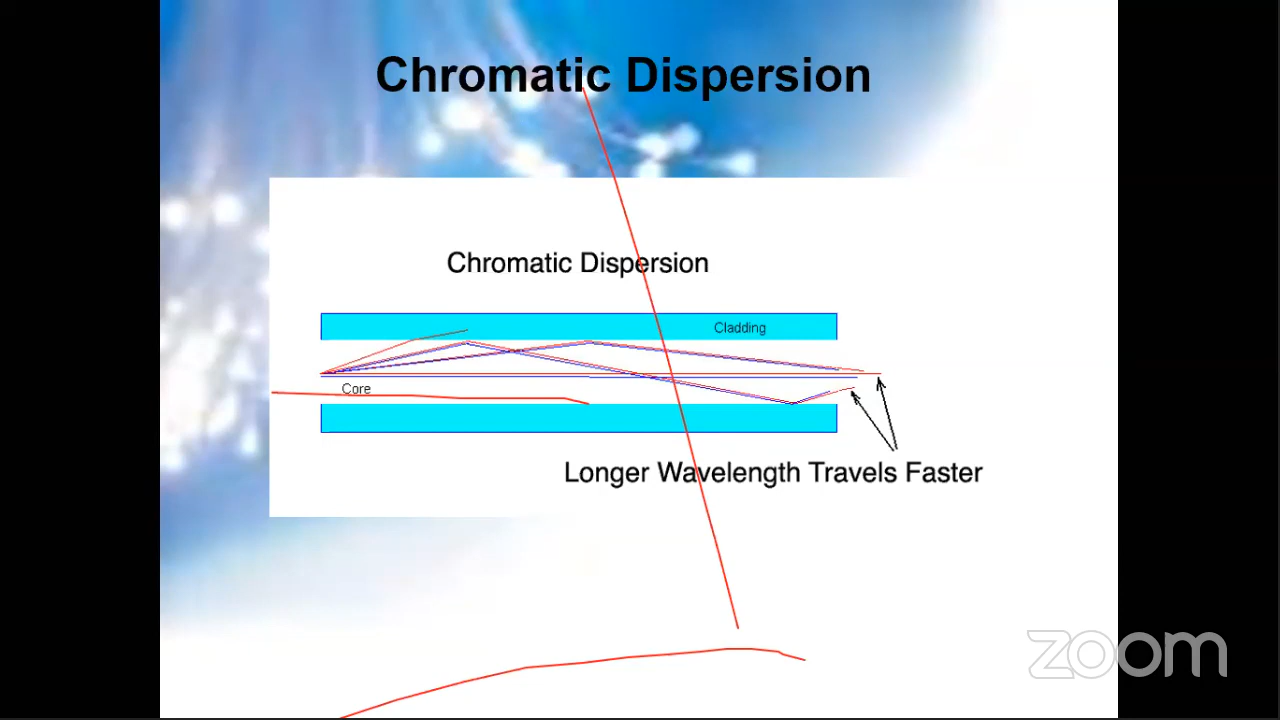 Chromatic Dispersion
Chromatic Dispersion
Cladding
Core
Longer Wavelength Travels Faster
zoom